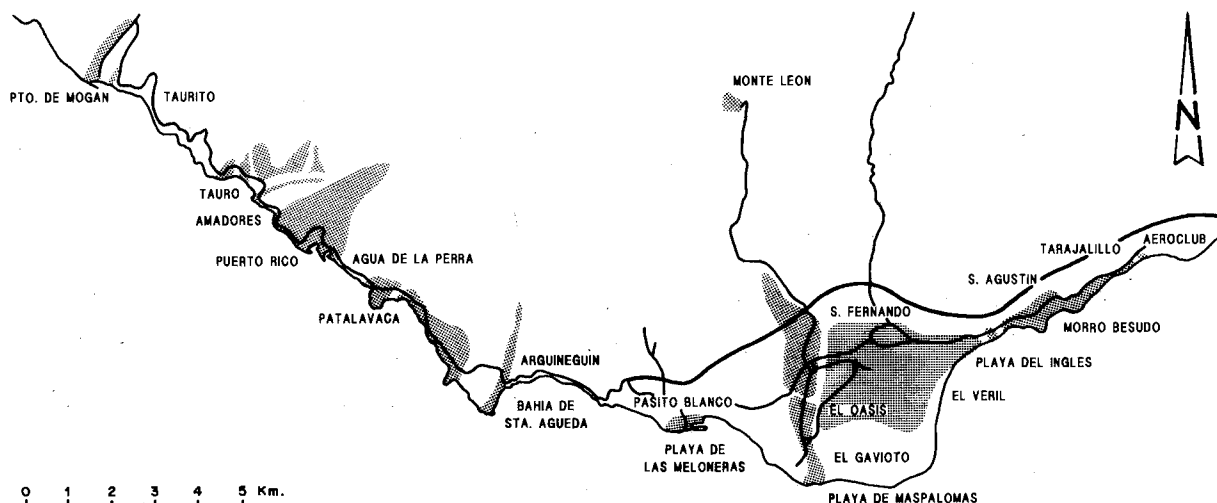 MONTE LEON
N
PTO. DE MOGAN
TAURITO
TAURO
AMADORES
PUERTO RICO
AGUA DE LA PERRA
PATALAVACA
ARGUINEGUIN
BAHIA DE
STA. AGUEDA
PASITO BLANCO
PLAYA DE
LAS MELONERAS
S. FERNANDO
S. AGUSTIN
TARAJALILLO
AEROCLUB
MORRO BESUDO
PLAYA DEL INGLES
EL VERIL
EL OASIS
EL GAVIOTO
PLAYA DE MASPALOMAS
0 1 2 3 4 5 Km.